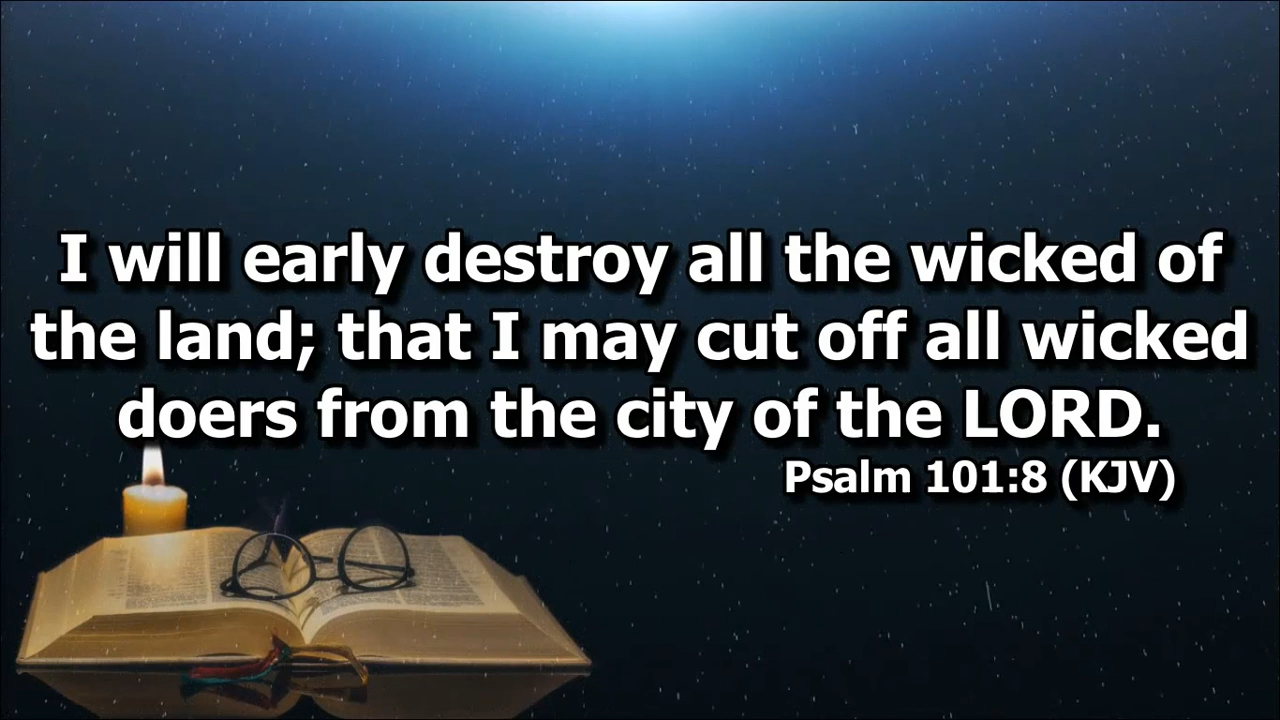 I will early destroy all the wicked of
the land; that I may cut off all wicked
doers from the city of the LORD.
Psalm 101:8 (KJV)